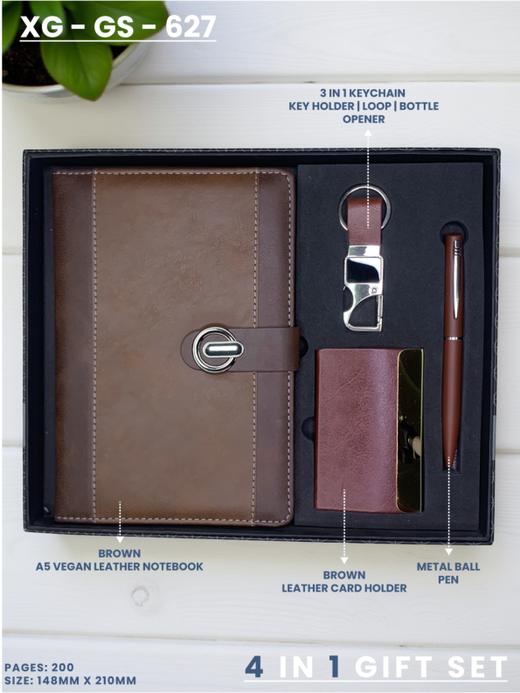 XG - GS - 627
3 IN 1 KEYCHAIN
KEY HOLDER | LOOP | BOTTLE
OPENER
BROWN
A5 VEGAN LEATHER NOTEBOOK
BROWN
LEATHER CARD HOLDER
METAL BALL
PEN
PAGES: 200
SIZE: 148MM X 210MM
4 IN 1 GIFT SET